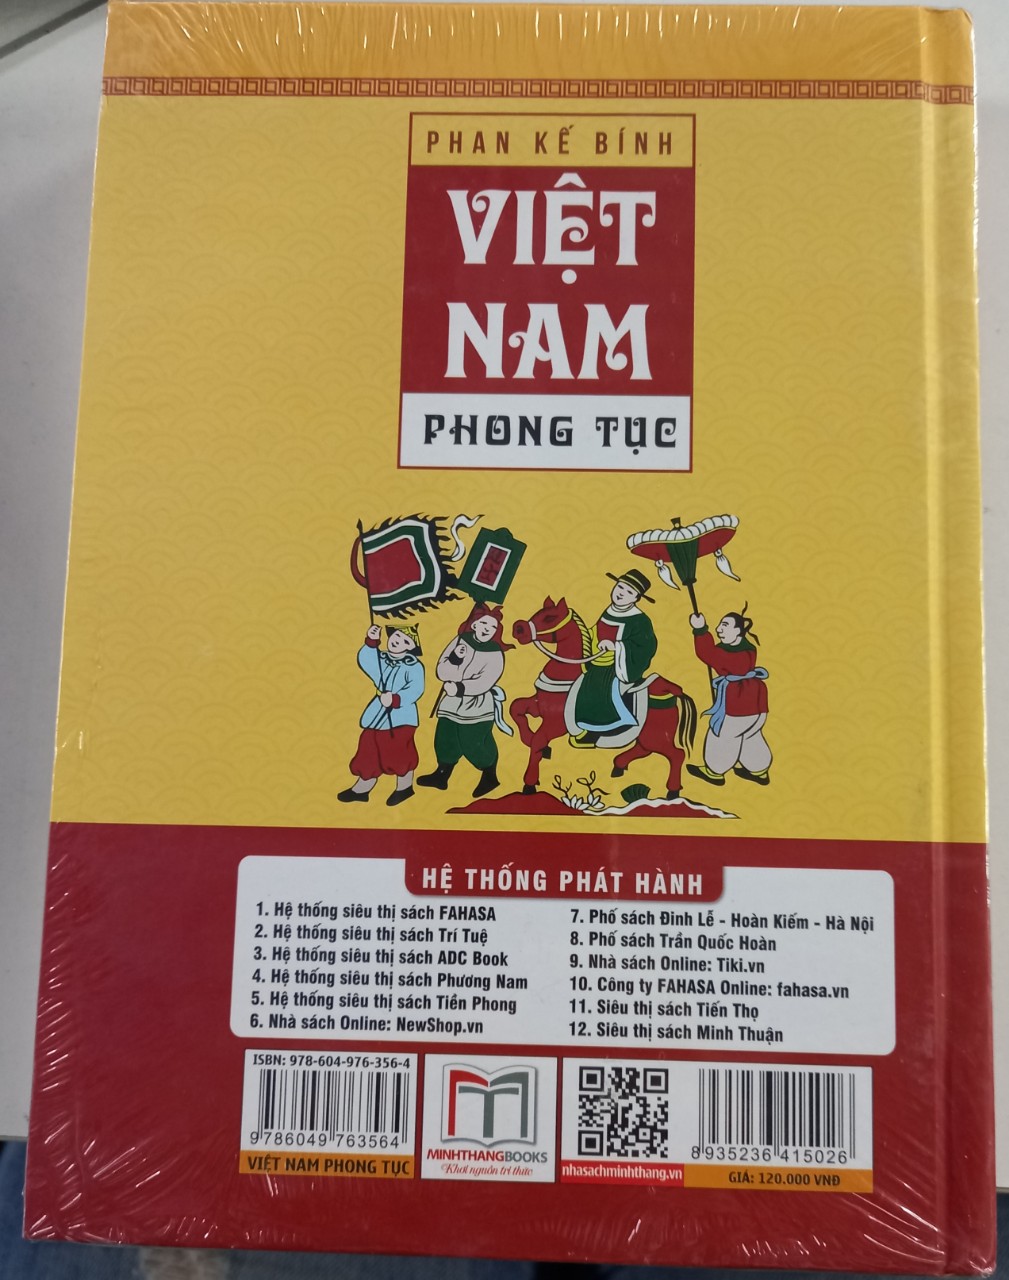 PHAN KẾ BÍNH
VIỆT
NAM
PHONG TỤC
HỆ THỐNG PHÁT HÀNH
1. Hệ thống siêu thị sách FAHASA
2. Hệ thống siêu thị sách Trí Tuệ
3. Hệ thống siêu thị sách ADC Book
4. Hệ thống siêu thị sách Phương Nam
5. Hệ thống siêu thị sách Tiền Phong
6. Nhà sách Online: NewShop.vn
7. Phố sách Đinh Lễ - Hoàn Kiếm - Hà Nội
8. Phố sách Trần Quốc Hoàn
9. Nhà sách Online: Tiki.vn
10. Công ty FAHASA Online: fahasa.vn
11. Siêu thị sách Tiến Thọ
12. Siêu thị sách Minh Thuận
ISBN: 978-604-976-356-4
9 786049 763564
VIỆT NAM PHONG TỤC
MINHTHANGBOOKS
Khơi nguồn tri thức
nhasachminhthang.vn
8 935236 415026
GIÁ: 120.000 VNĐ